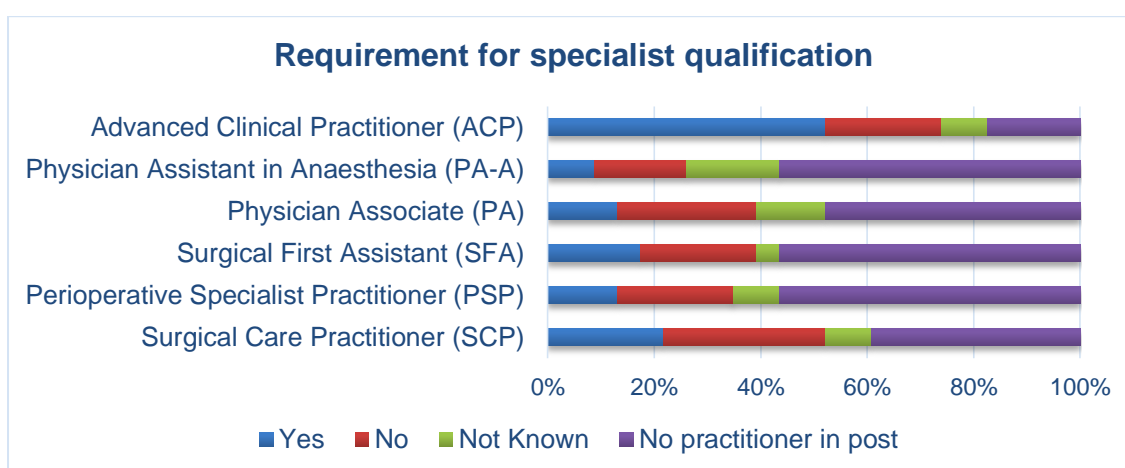 Requirement for specialist qualification
Advanced Clinical Practitioner (ACP)
Physician Assistant in Anaesthesia (PA-A)
Physician Associate (PA)
Surgical First Assistant (SFA)
Perioperative Specialist Practitioner (PSP)
Surgical Care Practitioner (SCP)
0% 20% 40% 60% 80% 100%
Yes No Not Known No practitioner in post